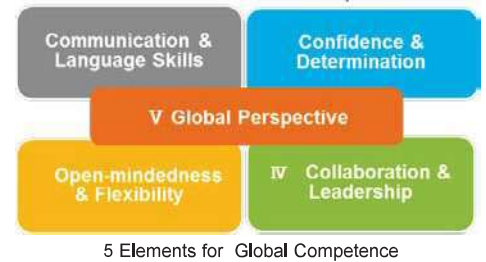 Communication &
Language Skills
Confidence &
Determination
Ⅴ Global Perspective
Open-mindedness
& Flexibility
Ⅳ Collaboration &
Leadership
5 Elements for Global Competence